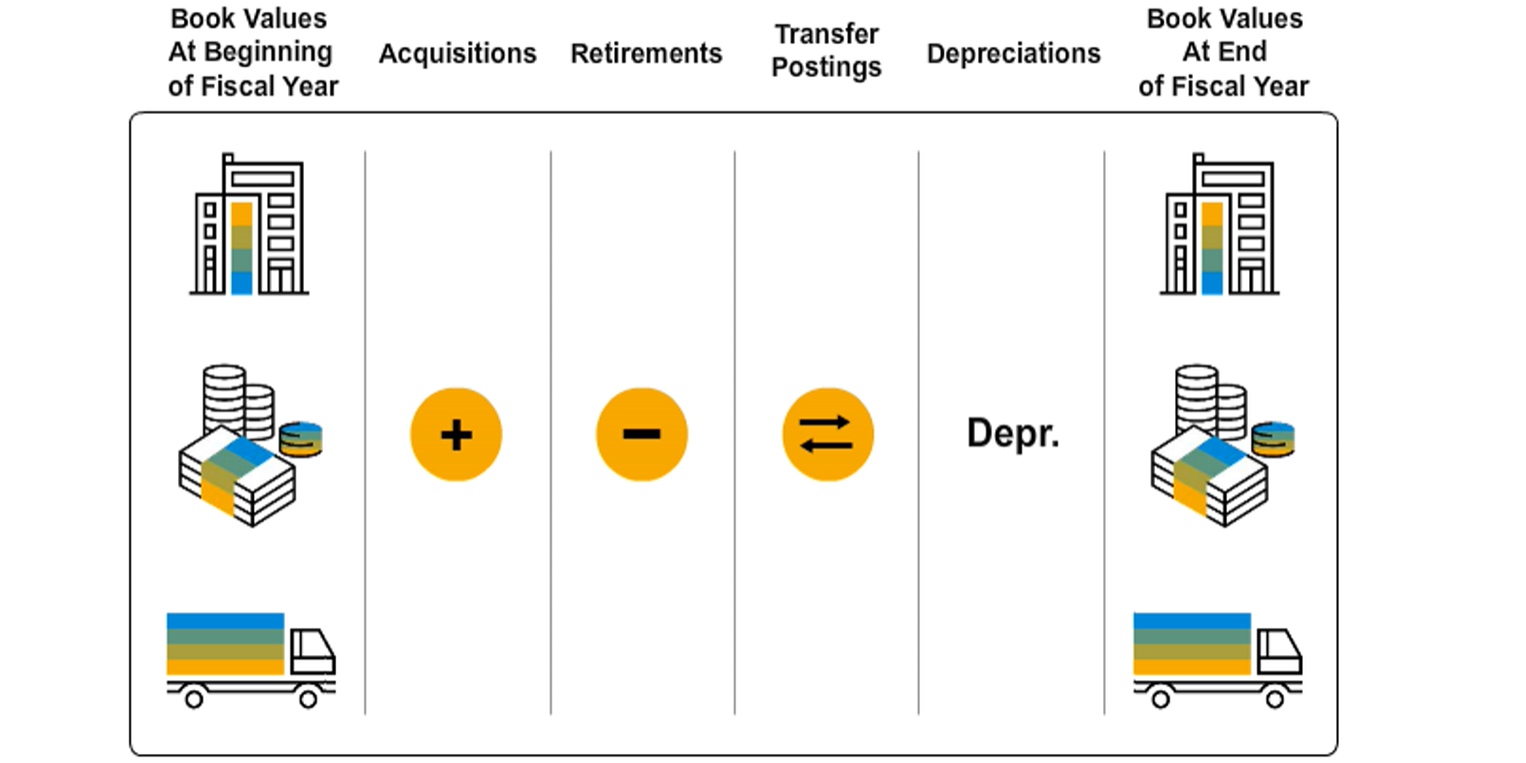 Book Values
At Beginning
of Fiscal Year
Acquisitions
Retirements
Transfer
Postings
Depreciations
Book Values
At End
of Fiscal Year
Depr.